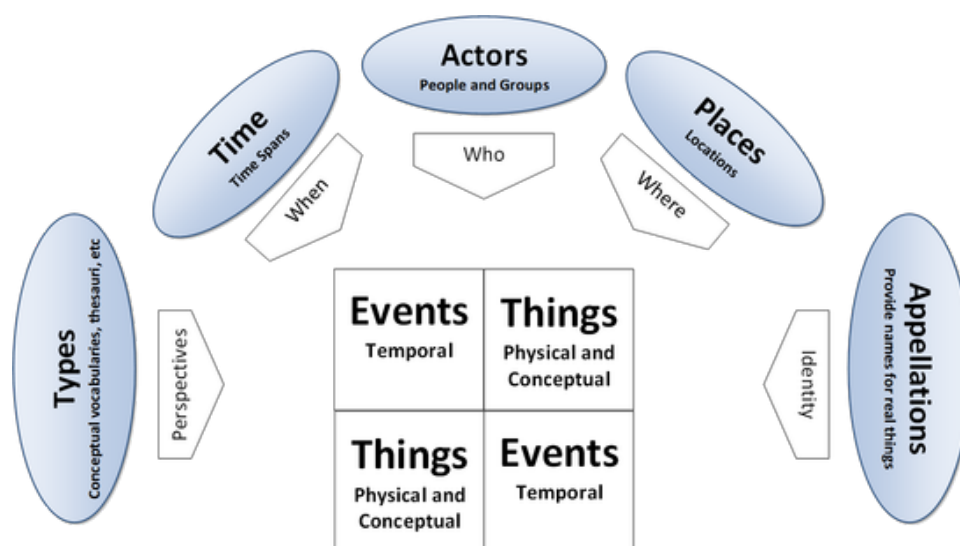 Actors
People and Groups
Time
Time Spans
Places
Locations
Who
When
Where
Types
Conceptual vocabularies, thesauri, etc
Perspectives
Appellations
Provide names for real things
Identity
Events
Temporal
Things
Physical and
Conceptual
Things
Physical and
Conceptual
Events
Temporal